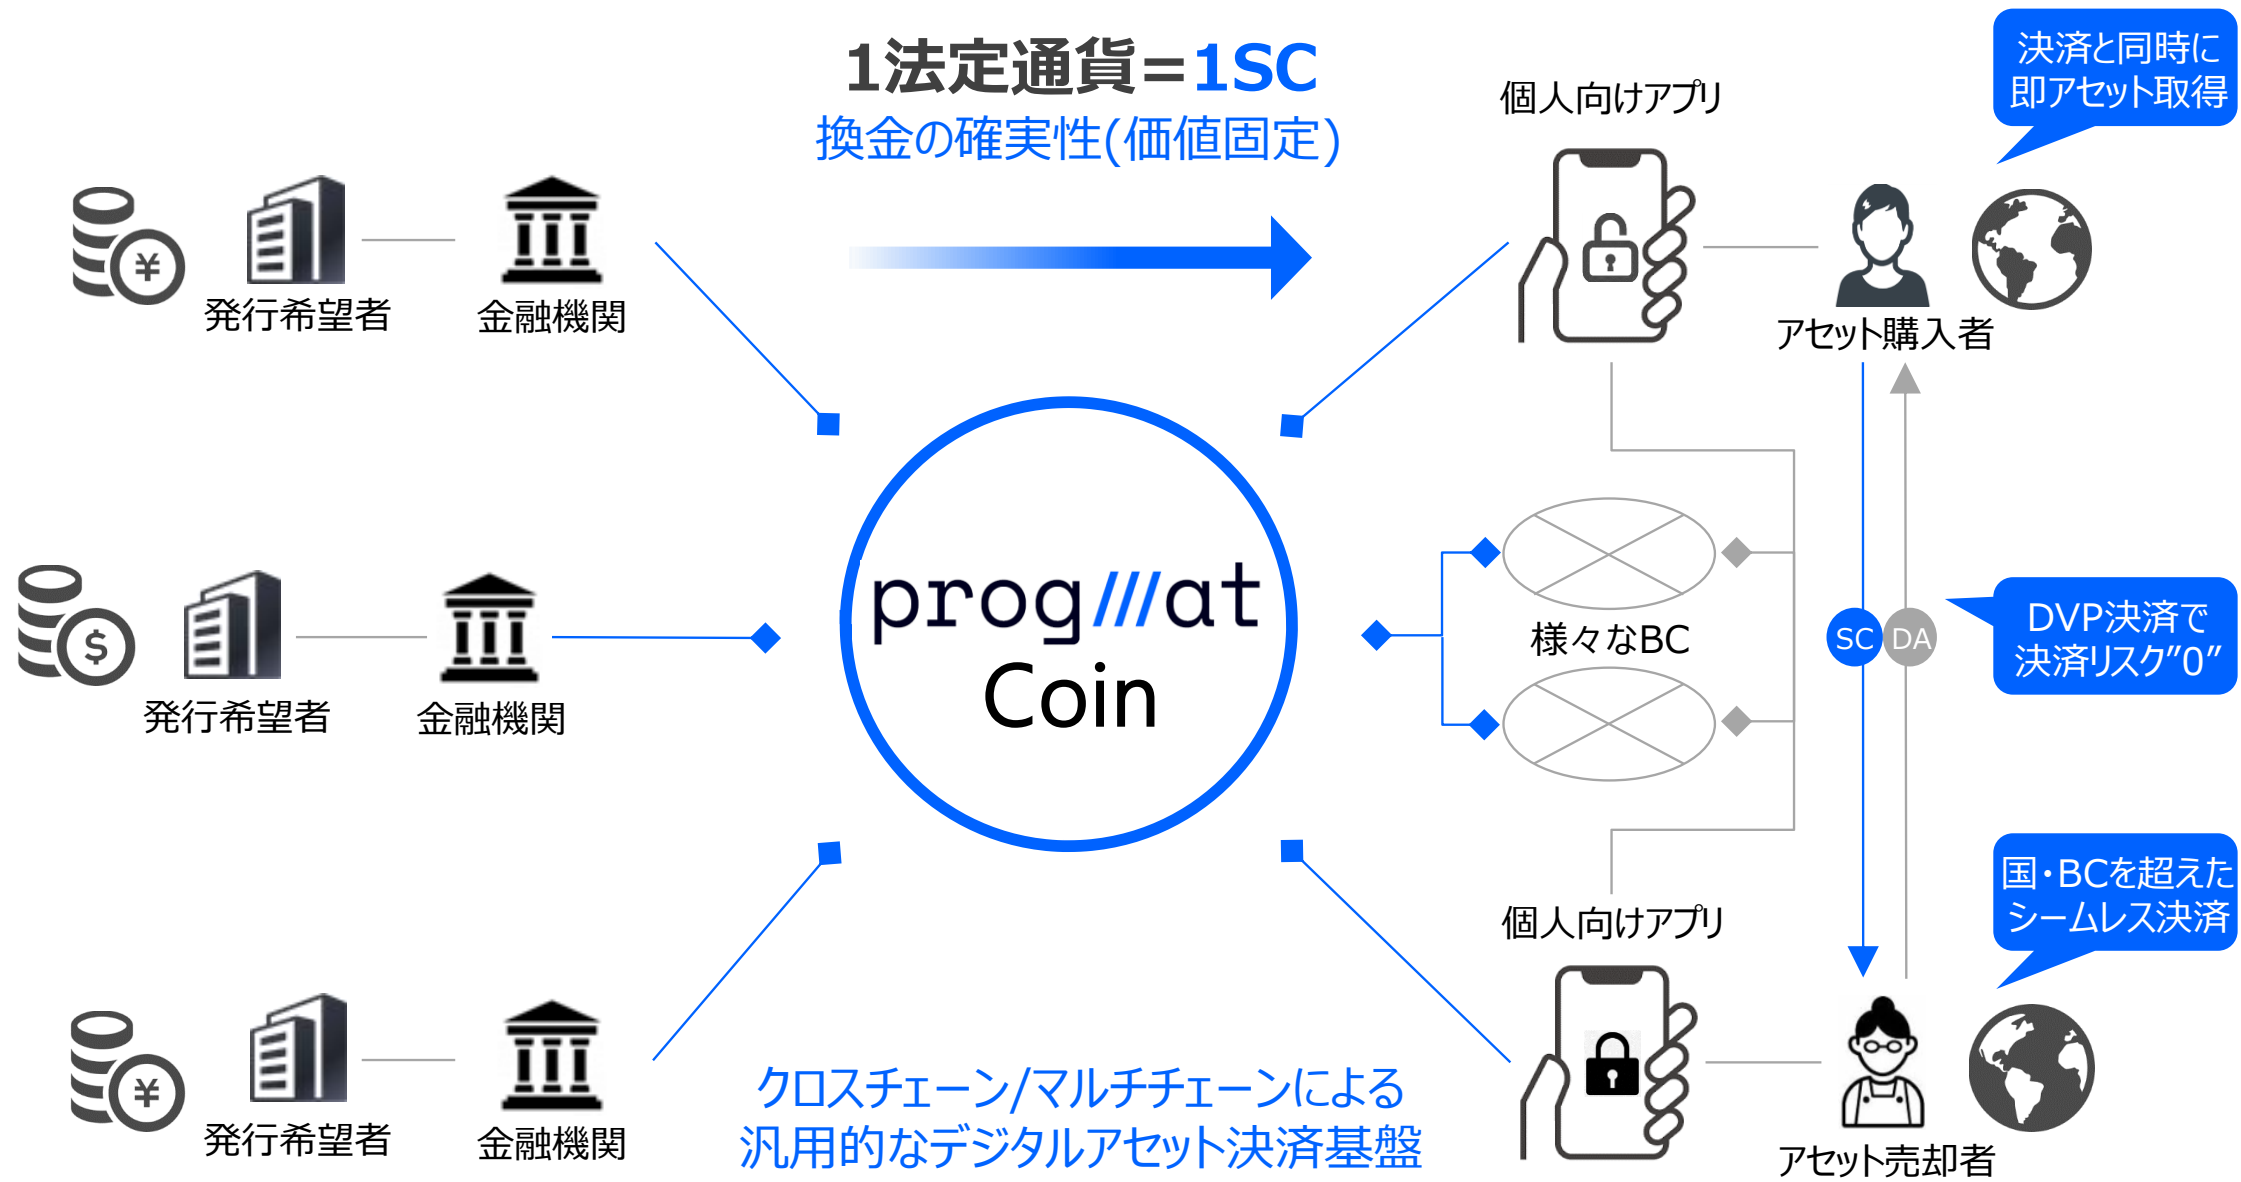 1法定通貨=1SC
換金の確実性(価値固定)
個人向けアプリ
決済と同時に
即アセット取得
¥
発行希望者
金融機関
アセット購入者
$
発行希望者
金融機関
prog///at
Coin
様々なBC
SC
DA
DVP決済で
決済リスク”0”
国・BCを超えた
シームレス決済
個人向けアプリ
¥
発行希望者
金融機関
クロスチェーン/マルチチェーンによる
汎用的なデジタルアセット決済基盤
アセット売却者